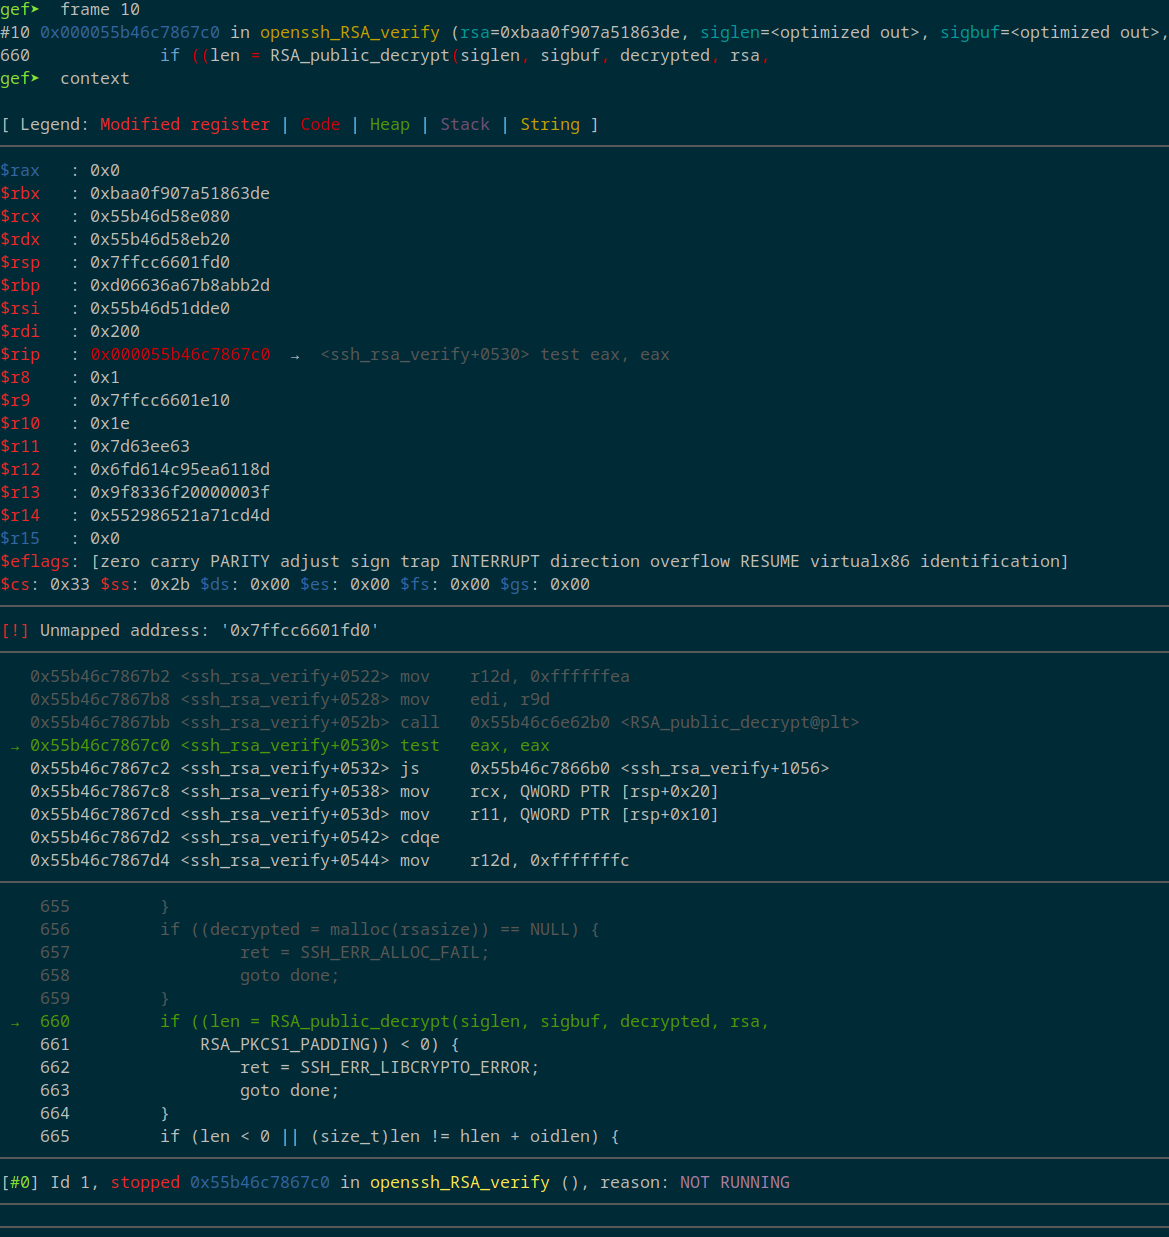 gef➤  frame 10
#10 0x000055b46c7867c0 in openssh_RSA_verify (rsa=0xbaa0f907a51863de, siglen=<optimized out>, sigbuf=<optimized out>,
660             if ((len = RSA_public_decrypt(siglen, sigbuf, decrypted, rsa,
gef➤  context

[ Legend: Modified register | Code | Heap | Stack | String ]
$rax   : 0x0
$rbx   : 0xbaa0f907a51863de
$rcx   : 0x55b46d58e080
$rdx   : 0x55b46d58eb20
$rsp   : 0x7ffcc6601fd0
$rbp   : 0xd06636a67b8abb2d
$rsi   : 0x55b46d51dde0
$rdi   : 0x200
$rip   : 0x000055b46c7867c0  →  <ssh_rsa_verify+0530> test eax, eax
$r8    : 0x1
$r9    : 0x7ffcc6601e10
$r10   : 0x1e
$r11   : 0x7d63ee63
$r12   : 0x6fd614c95ea6118d
$r13   : 0x9f8336f20000003f
$r14   : 0x552986521a71cd4d
$r15   : 0x0
$eflags: [zero carry PARITY adjust sign trap INTERRUPT direction overflow RESUME virtualx86 identification]
$cs: 0x33 $ss: 0x2b $ds: 0x00 $es: 0x00 $fs: 0x00 $gs: 0x00
[!] Unmapped address: '0x7ffcc6601fd0'
   0x55b46c7867b2 <ssh_rsa_verify+0522> mov    r12d, 0xffffffea
   0x55b46c7867b8 <ssh_rsa_verify+0528> mov    edi, r9d
   0x55b46c7867bb <ssh_rsa_verify+052b> call   0x55b46c6e62b0 <RSA_public_decrypt@plt>
 → 0x55b46c7867c0 <ssh_rsa_verify+0530> test   eax, eax
   0x55b46c7867c2 <ssh_rsa_verify+0532> js     0x55b46c7866b0 <ssh_rsa_verify+1056>
   0x55b46c7867c8 <ssh_rsa_verify+0538> mov    rcx, QWORD PTR [rsp+0x20]
   0x55b46c7867cd <ssh_rsa_verify+053d> mov    r11, QWORD PTR [rsp+0x10]
   0x55b46c7867d2 <ssh_rsa_verify+0542> cdqe
   0x55b46c7867d4 <ssh_rsa_verify+0544> mov    r12d, 0xfffffffc
    655         }
    656         if ((decrypted = malloc(rsasize)) == NULL) {
    657                 ret = SSH_ERR_ALLOC_FAIL;
    658                 goto done;
    659         }
 →  660         if ((len = RSA_public_decrypt(siglen, sigbuf, decrypted, rsa,
    661             RSA_PKCS1_PADDING)) < 0) {
    662                 ret = SSH_ERR_LIBCRYPTO_ERROR;
    663                 goto done;
    664         }
    665         if (len < 0 || (size_t)len != hlen + oidlen) {
[#0] Id 1, stopped 0x55b46c7867c0 in openssh_RSA_verify (), reason: NOT RUNNING